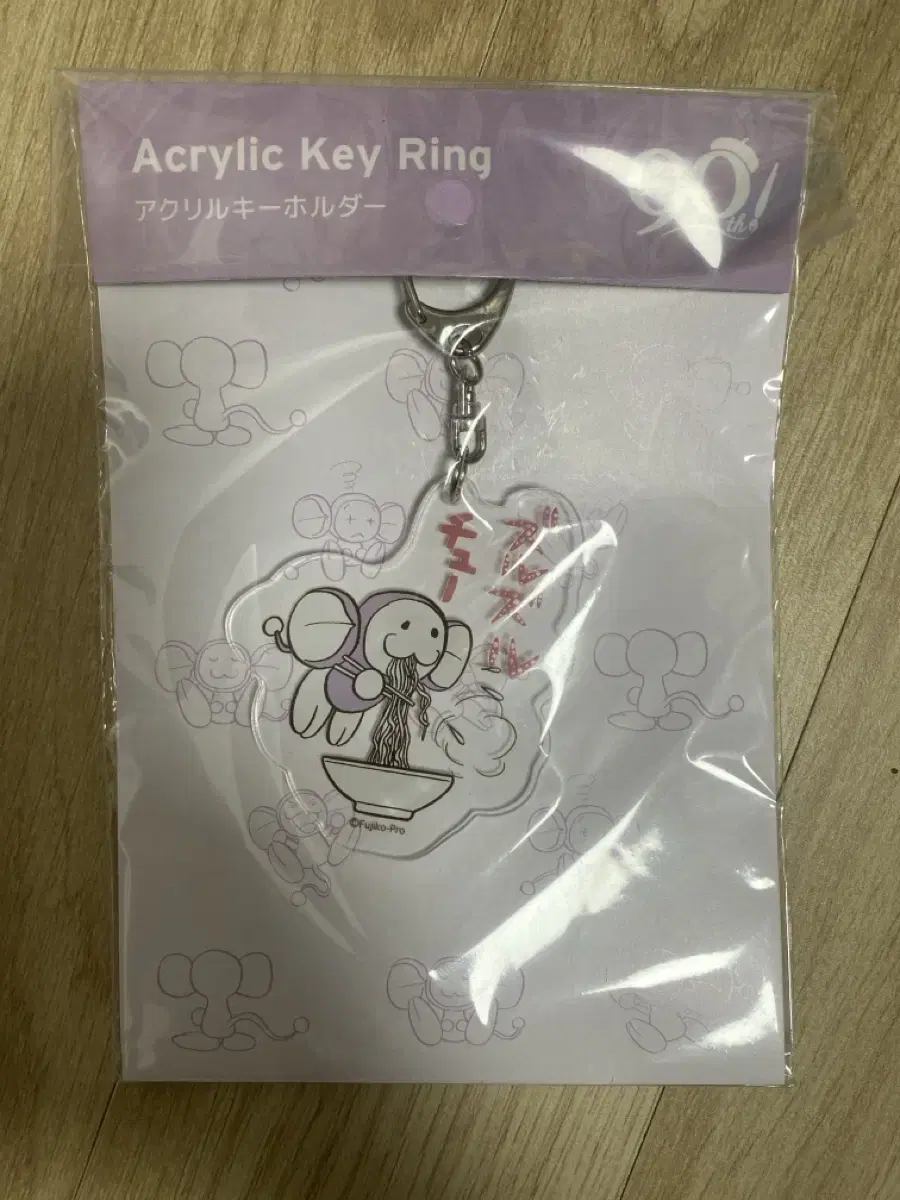 Acrylic Key Ring
アクリルキーホルダー
90th!
ズルズル
チュー
©Fujiko-Pro